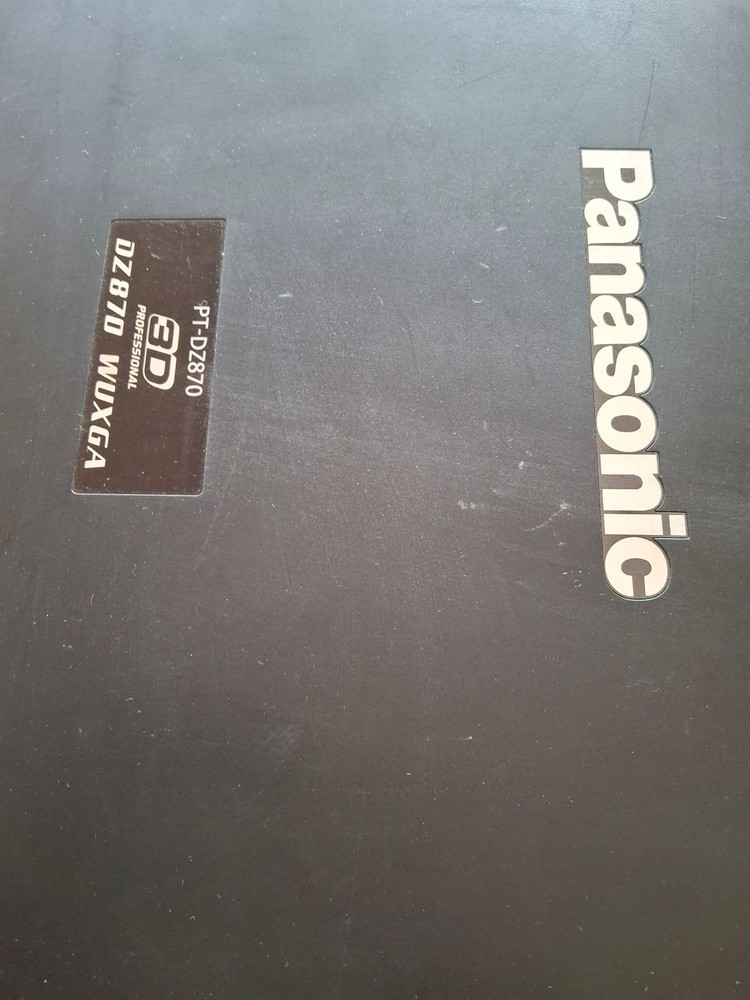 Panasonic
PT-DZ870
3D
PROFESSIONAL
DZ870 WUXGA